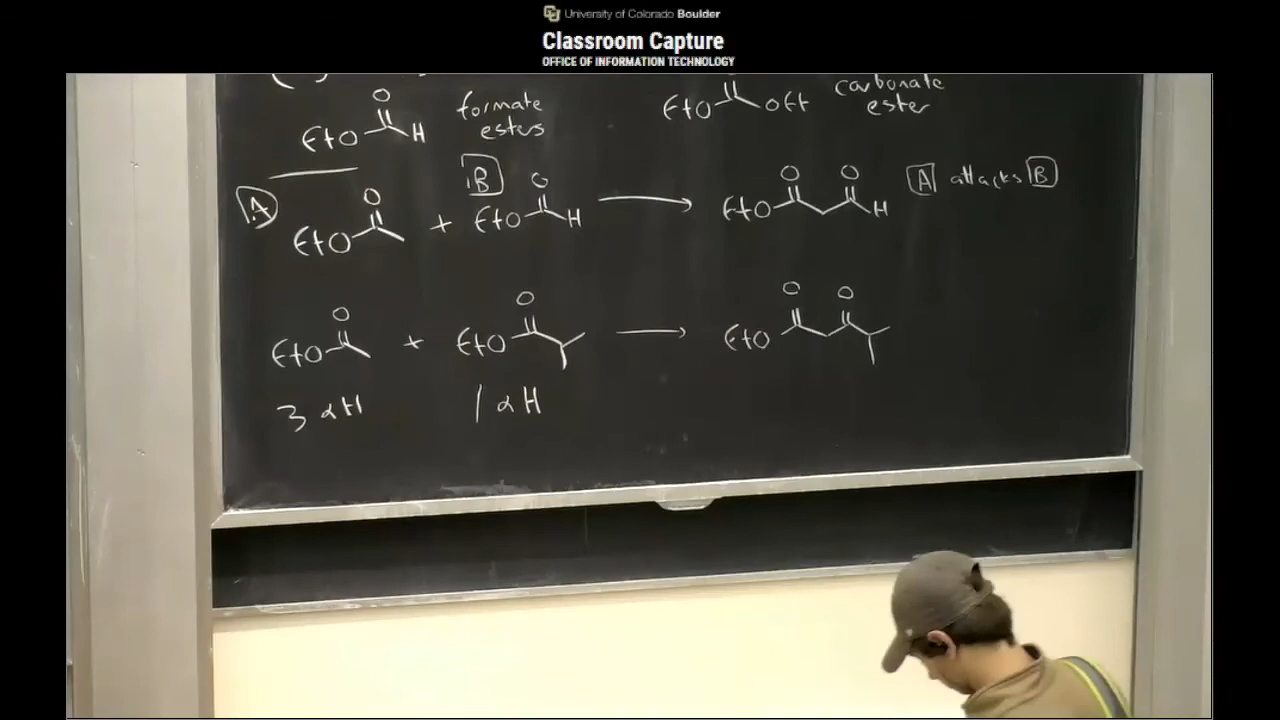 University of Colorado Boulder
Classroom Capture
OFFICE OF INFORMATION TECHNOLOGY
O
EtO H
formate
esters
EtO OEt
carbonate
ester
A
O
EtO
+
B
O
EtO H
O O
EtO H
A attacks B
O
EtO
+
O
EtO
O O
EtO
3 αH
1 αH